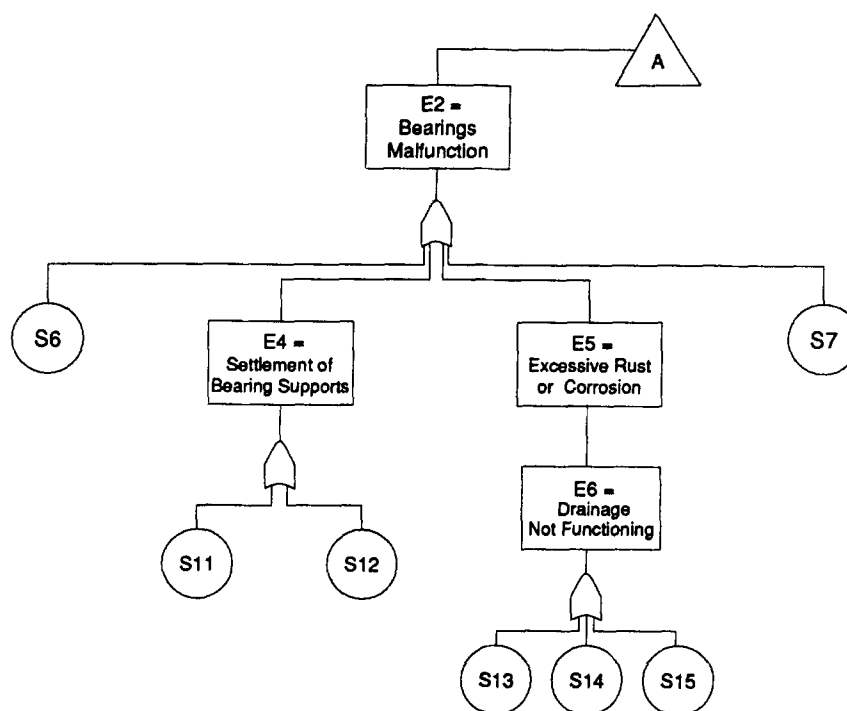 A
E2 =
Bearings
Malfunction
S6
E4 =
Settlement of
Bearing Supports
E5 =
Excessive Rust
or Corrosion
S7
E6 =
Drainage
Not Functioning
S11
S12
S13
S14
S15